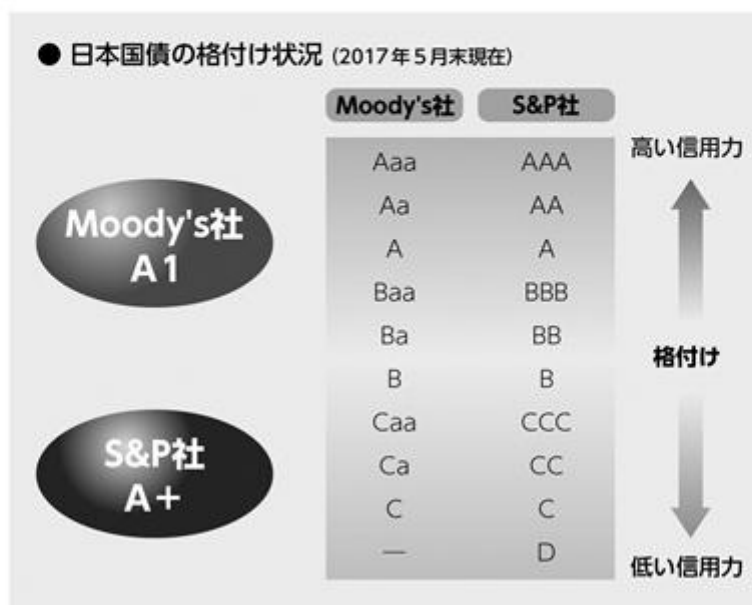 ● 日本国債の格付け状況 (2017年5月末現在)
Moody's社 S&P社
高い信用力
Aaa AAA
Aa AA
Moody's社
A1
A A
Baa BBB
Ba BB
格付け
B B
Caa CCC
S&P社
A+
Ca CC
C C
— D
低い信用力